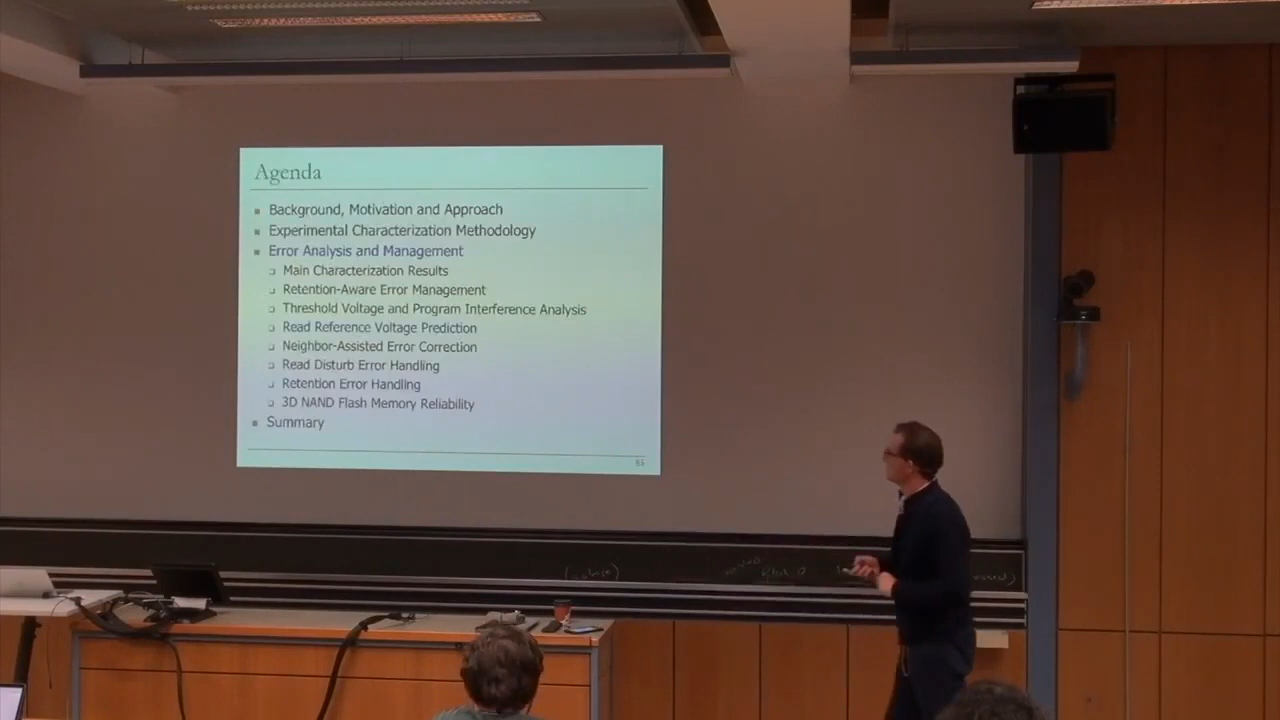 Agenda
Background, Motivation and Approach
Experimental Characterization Methodology
Error Analysis and Management
Main Characterization Results
Retention-Aware Error Management
Threshold Voltage and Program Interference Analysis
Read Reference Voltage Prediction
Neighbor-Assisted Error Correction
Read Disturb Error Handling
Retention Error Handling
3D NAND Flash Memory Reliability
Summary